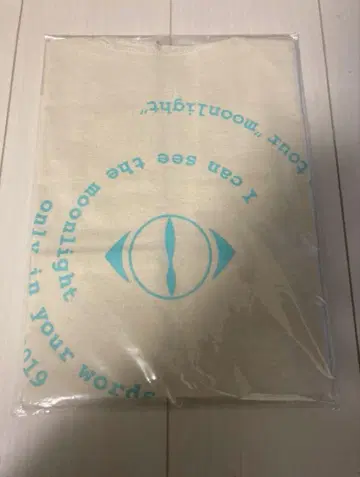 tour "moonlight"
I can see the moonlight
only in your words